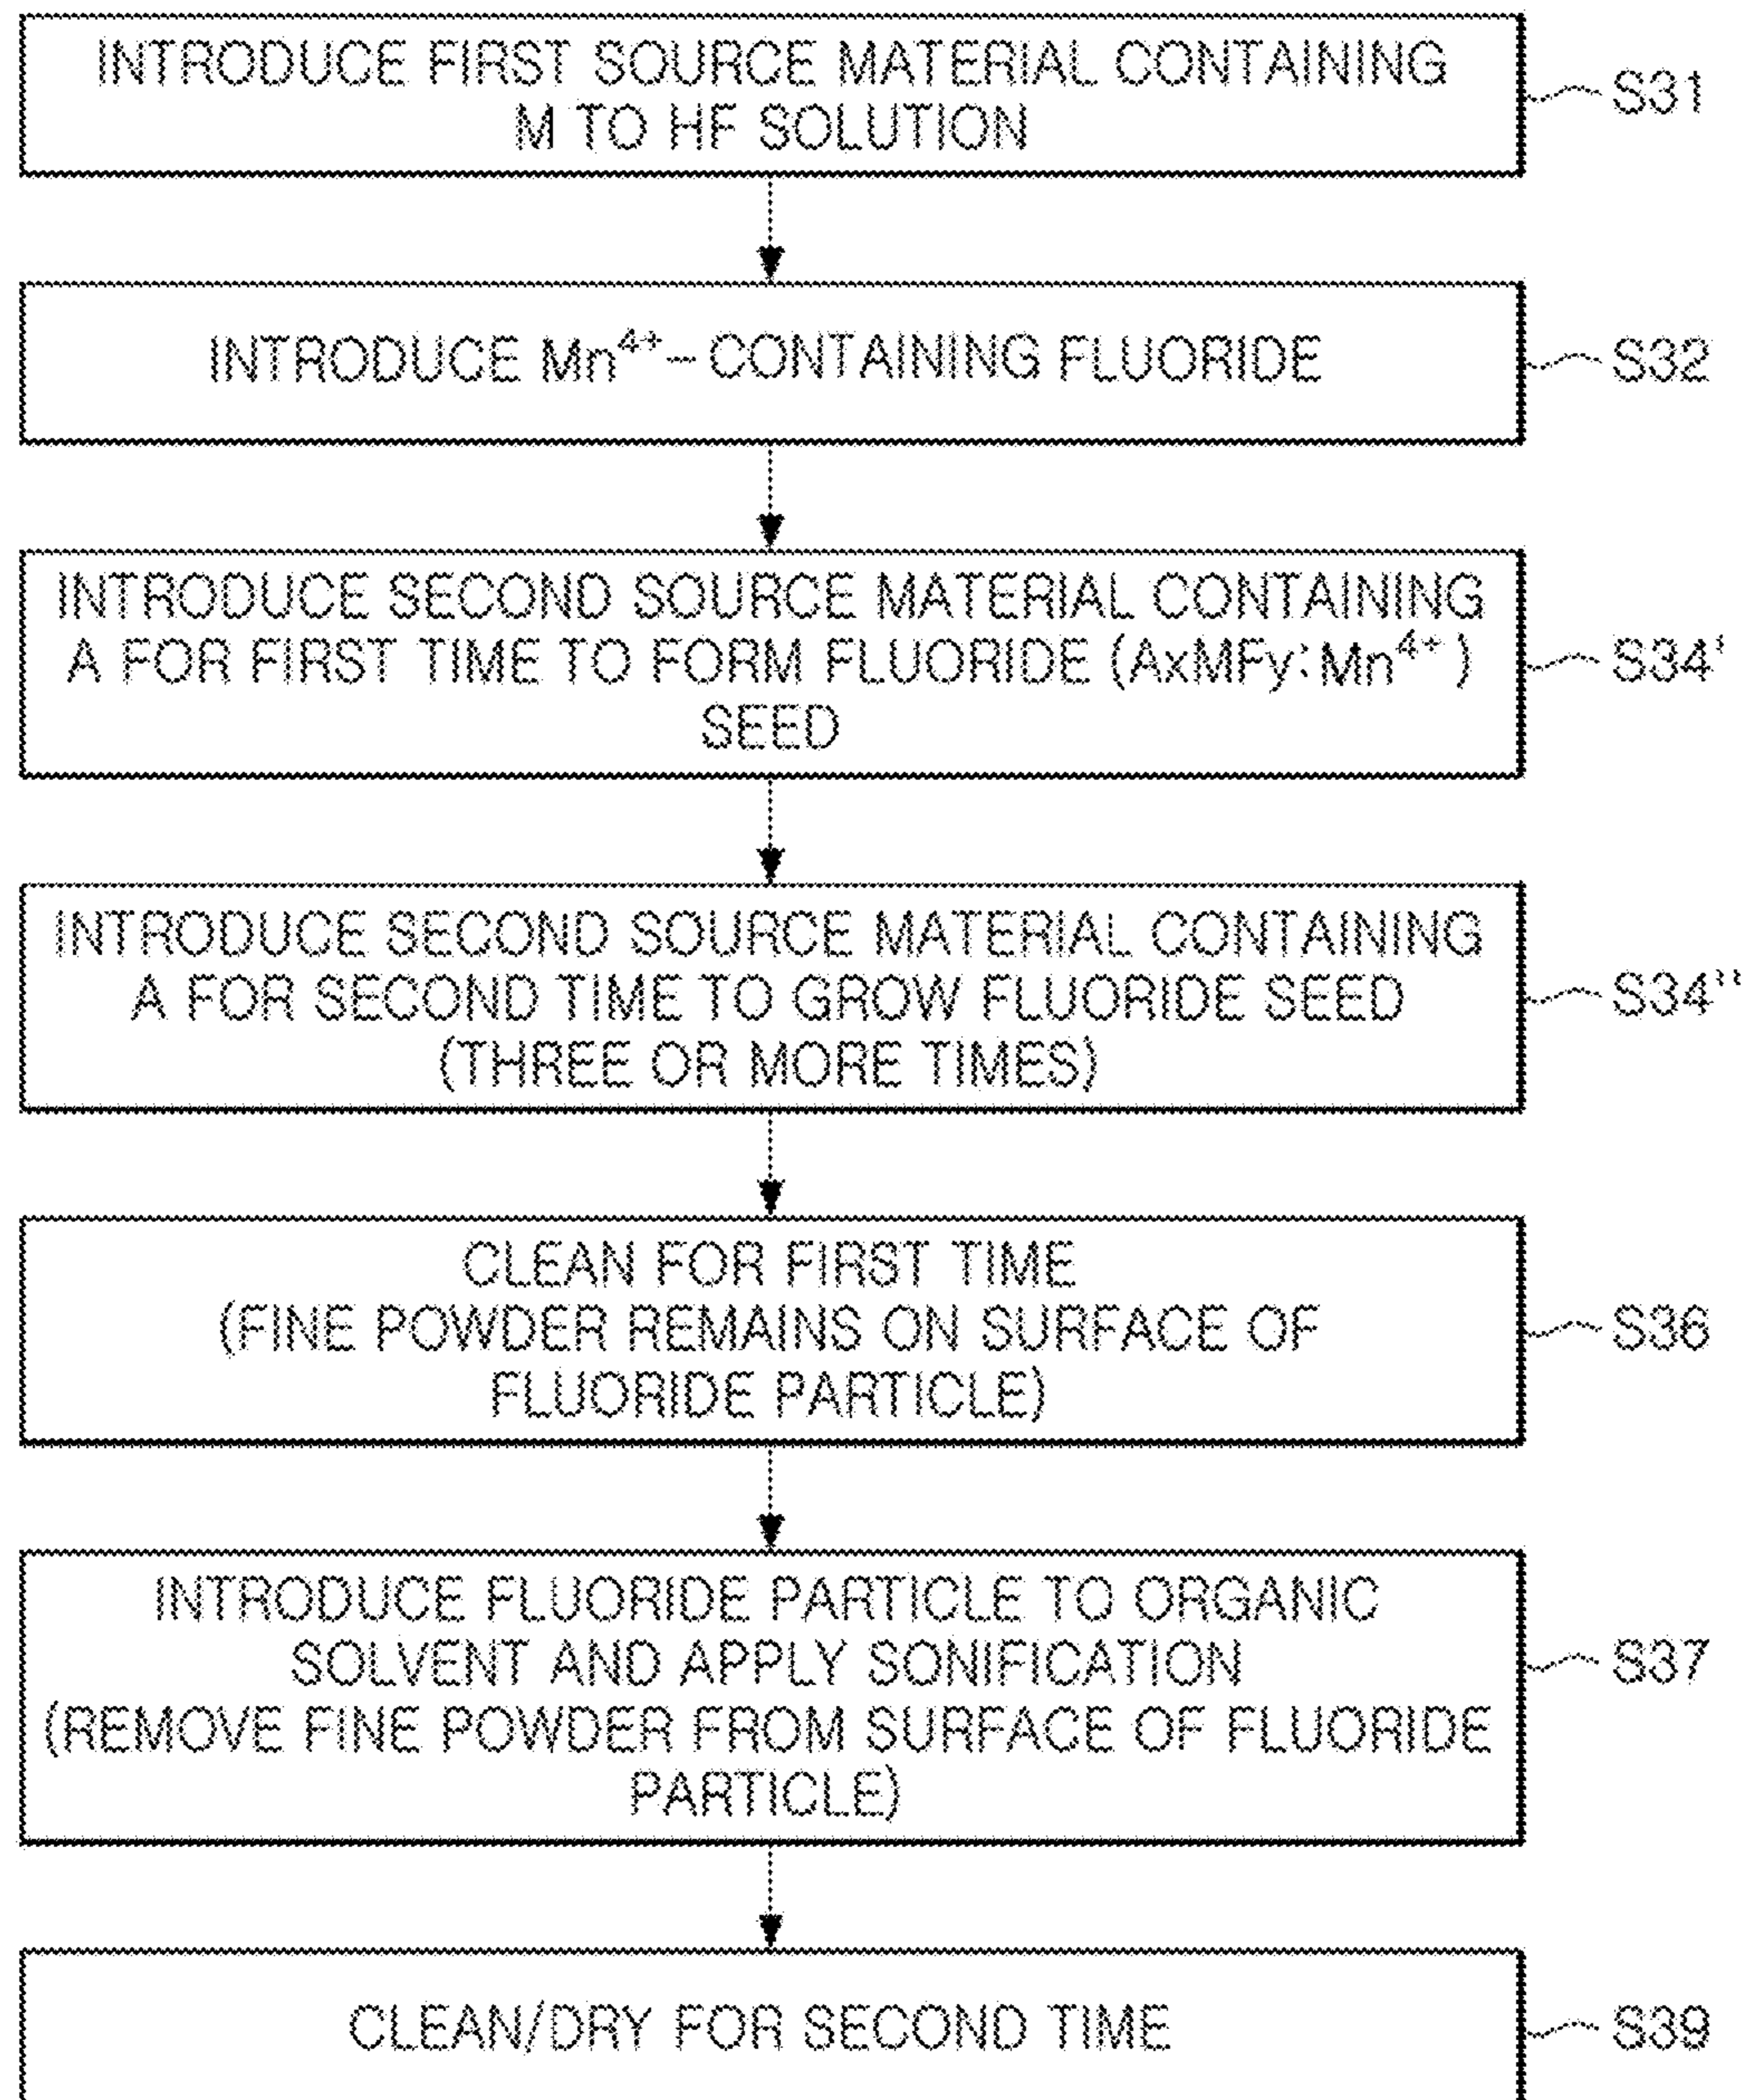 INTRODUCE FIRST SOURCE MATERIAL CONTAINING
M TO HF SOLUTION
S31
INTRODUCE Mn⁴⁺- CONTAINING FLUORIDE
S32
INTRODUCE SECOND SOURCE MATERIAL CONTAINING
A FOR FIRST TIME TO FORM FLUORIDE (AxMFy:Mn⁴⁺)
SEED
S34'
INTRODUCE SECOND SOURCE MATERIAL CONTAINING
A FOR SECOND TIME TO GROW FLUORIDE SEED
(THREE OR MORE TIMES)
S34''
CLEAN FOR FIRST TIME
(FINE POWDER REMAINS ON SURFACE OF
FLUORIDE PARTICLE)
S36
INTRODUCE FLUORIDE PARTICLE TO ORGANIC
SOLVENT AND APPLY SONIFICATION
(REMOVE FINE POWDER FROM SURFACE OF FLUORIDE
PARTICLE)
S37
CLEAN/DRY FOR SECOND TIME
S39